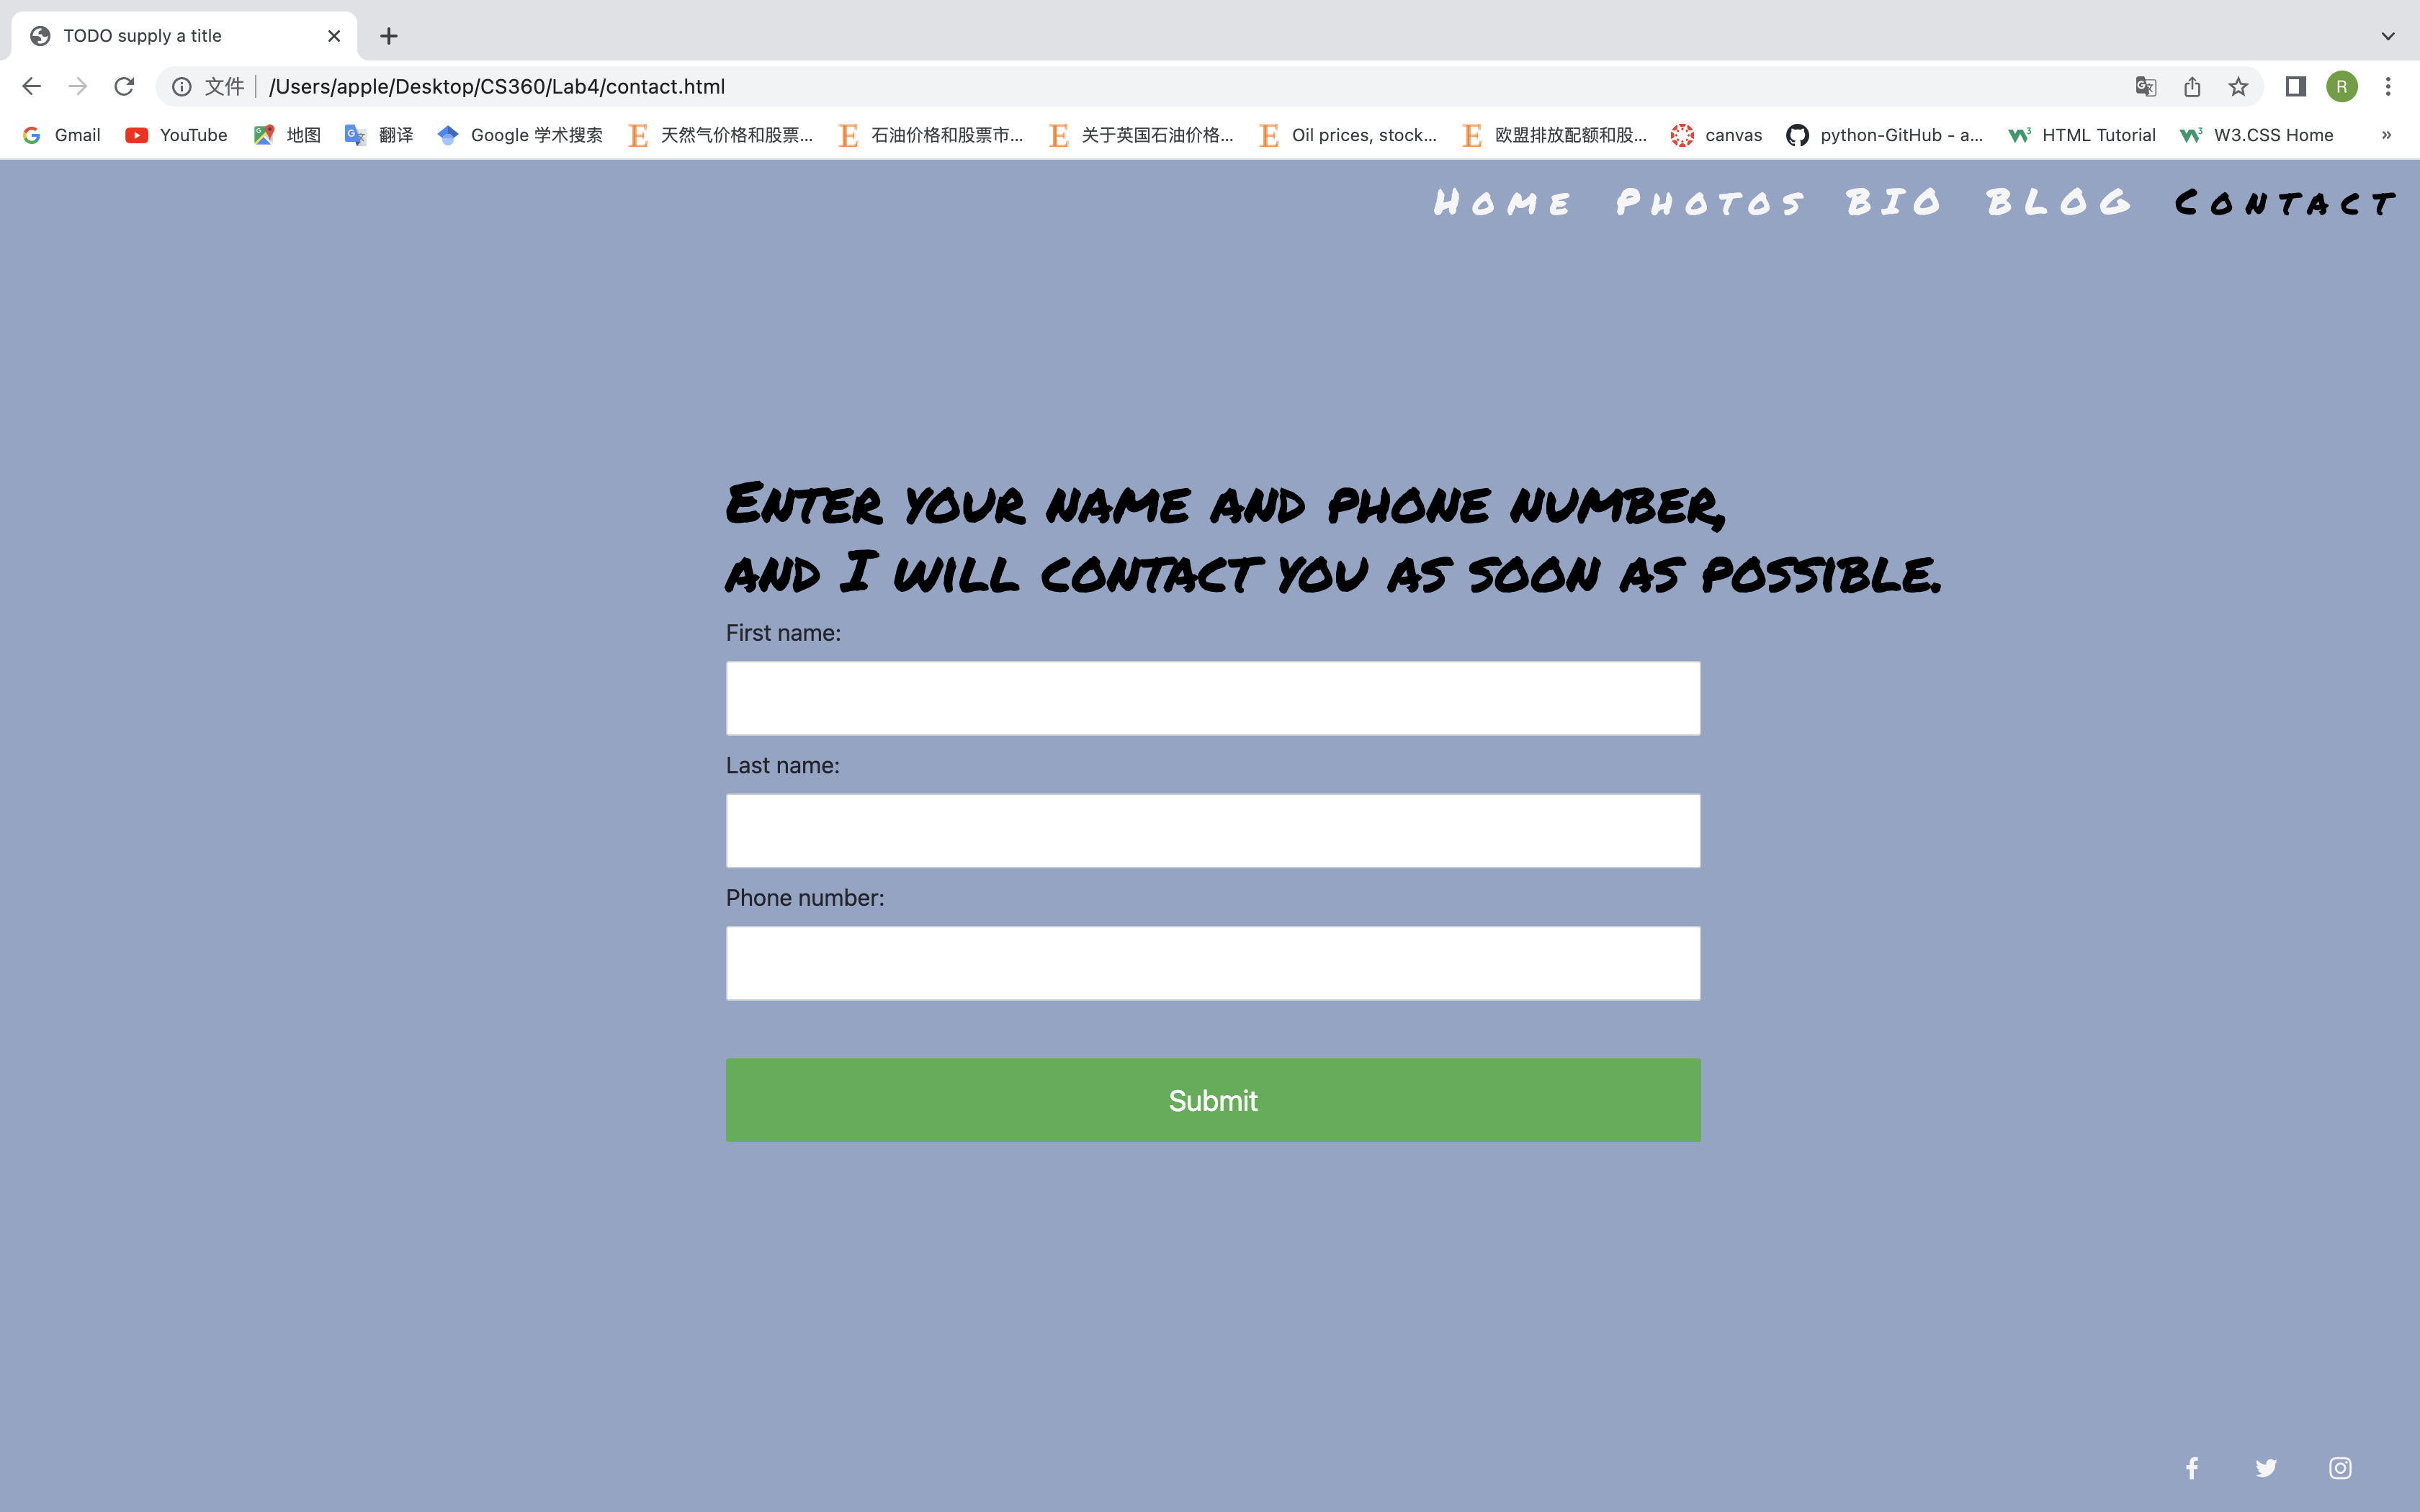 TODO supply a title
文件 /Users/apple/Desktop/CS360/Lab4/contact.html R
Gmail YouTube 地图 翻译 Google 学术搜索 天然气价格和股票... 石油价格和股票市... 关于英国石油价格... Oil prices, stock... 欧盟排放配额和股... canvas python-GitHub - a... HTML Tutorial W3.CSS Home »
Home Photos BIO BLOG Contact
Enter your name and phone number,
and I will contact you as soon as possible.
First name:
Last name:
Phone number:
Submit